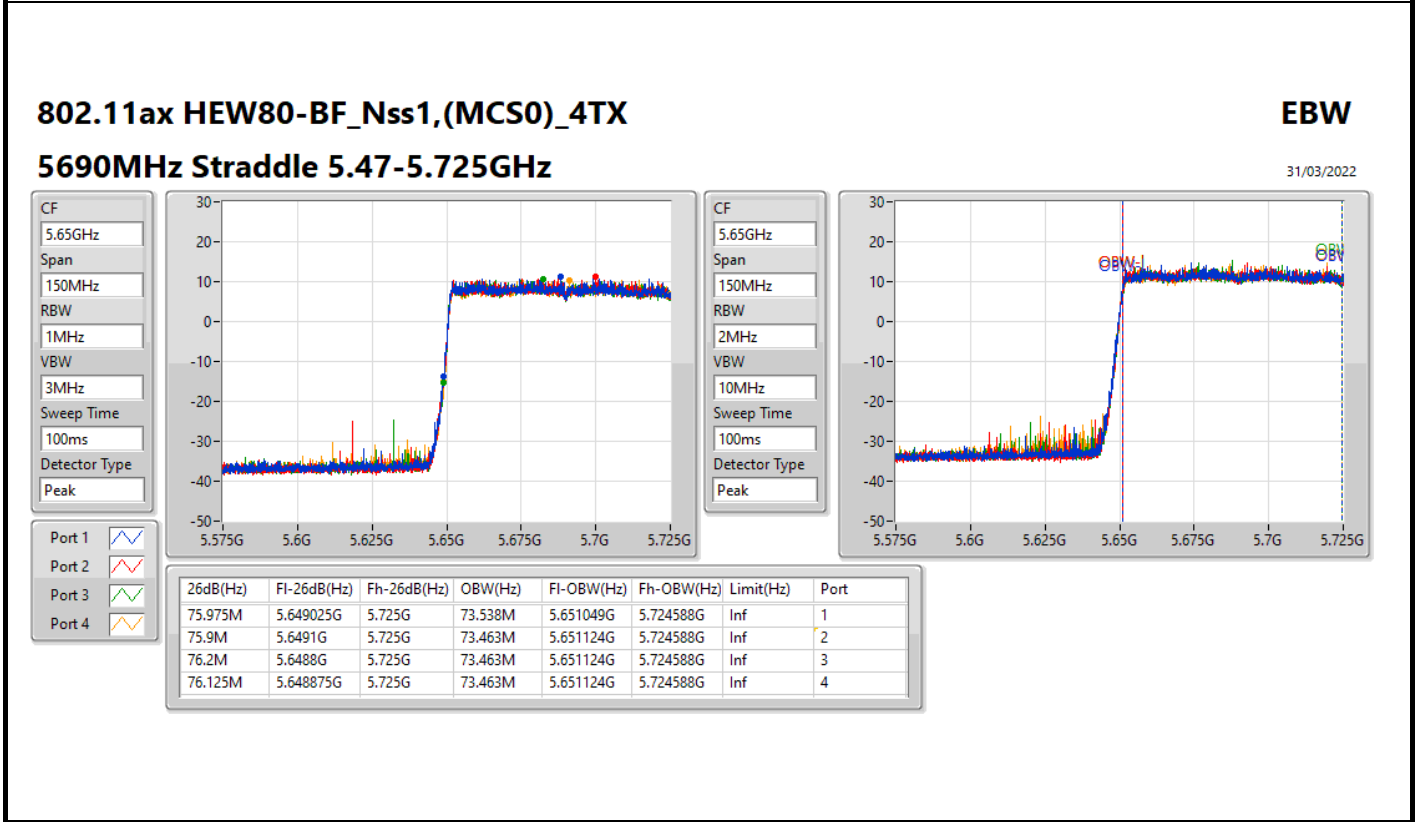 802.11ax HEW80-BF_Nss1,(MCS0)_4TX
EBW
5690MHz Straddle 5.47-5.725GHz
31/03/2022
CF
5.65GHz
Span
150MHz
RBW
1MHz
VBW
3MHz
Sweep Time
100ms
Detector Type
Peak
30
20
10
0
-10
-20
-30
-40
-50
5.575G 5.6G 5.625G 5.65G 5.675G 5.7G 5.725G
CF
5.65GHz
Span
150MHz
RBW
2MHz
VBW
10MHz
Sweep Time
100ms
Detector Type
Peak
30
20
10
0
-10
-20
-30
-40
-50
OBW-l
OBW
5.575G 5.6G 5.625G 5.65G 5.675G 5.7G 5.725G
Port 1
Port 2
Port 3
Port 4
26dB(Hz) Fl-26dB(Hz) Fh-26dB(Hz) OBW(Hz) Fl-OBW(Hz) Fh-OBW(Hz) Limit(Hz) Port
75.975M 5.649025G 5.725G 73.538M 5.651049G 5.724588G Inf 1
75.9M 5.6491G 5.725G 73.463M 5.651124G 5.724588G Inf 2
76.2M 5.6488G 5.725G 73.463M 5.651124G 5.724588G Inf 3
76.125M 5.648875G 5.725G 73.463M 5.651124G 5.724588G Inf 4